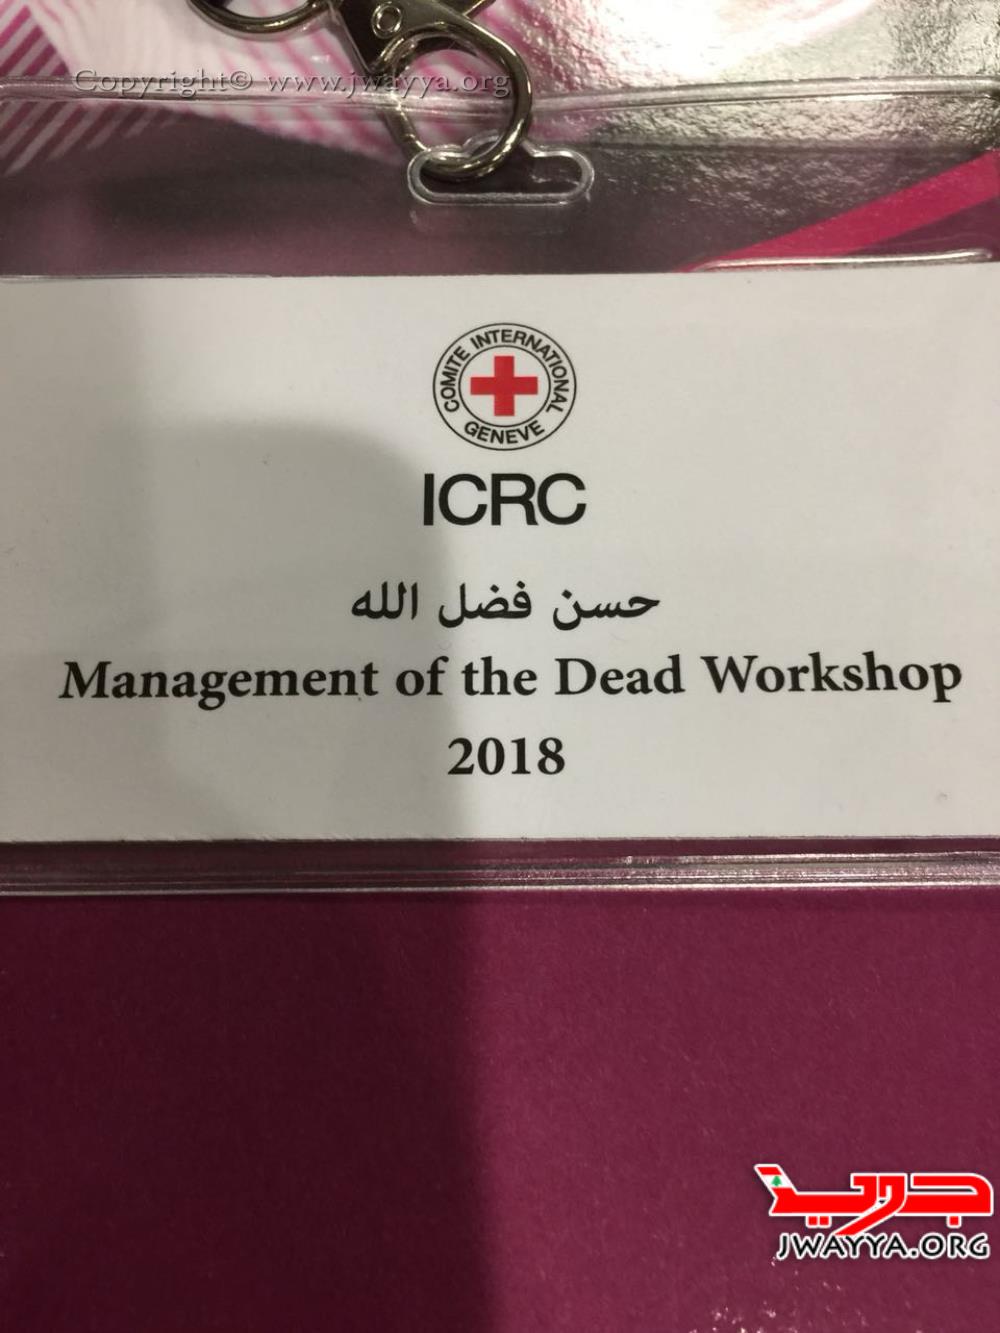 Copyright© www.jwayya.org
COMITE INTERNATIONAL GENEVE
ICRC
حسن فضل الله
Management of the Dead Workshop
2018
جويا
JWAYYA.ORG